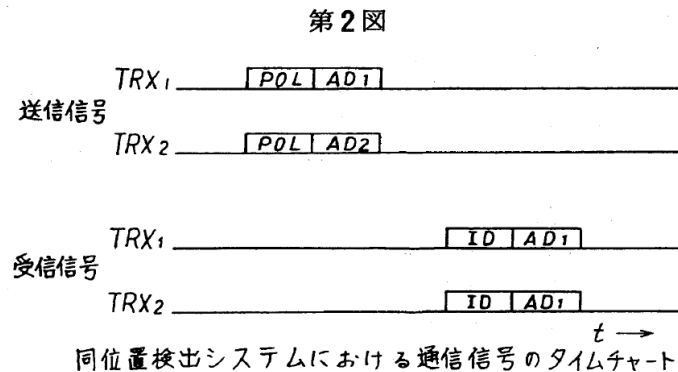 第2図
送信信号
TRX1 POL AD1
TRX2 POL AD2
受信信号
TRX1 ID AD1
TRX2 ID AD1
t →
同位置検出システムにおける通信信号のタイムチャート